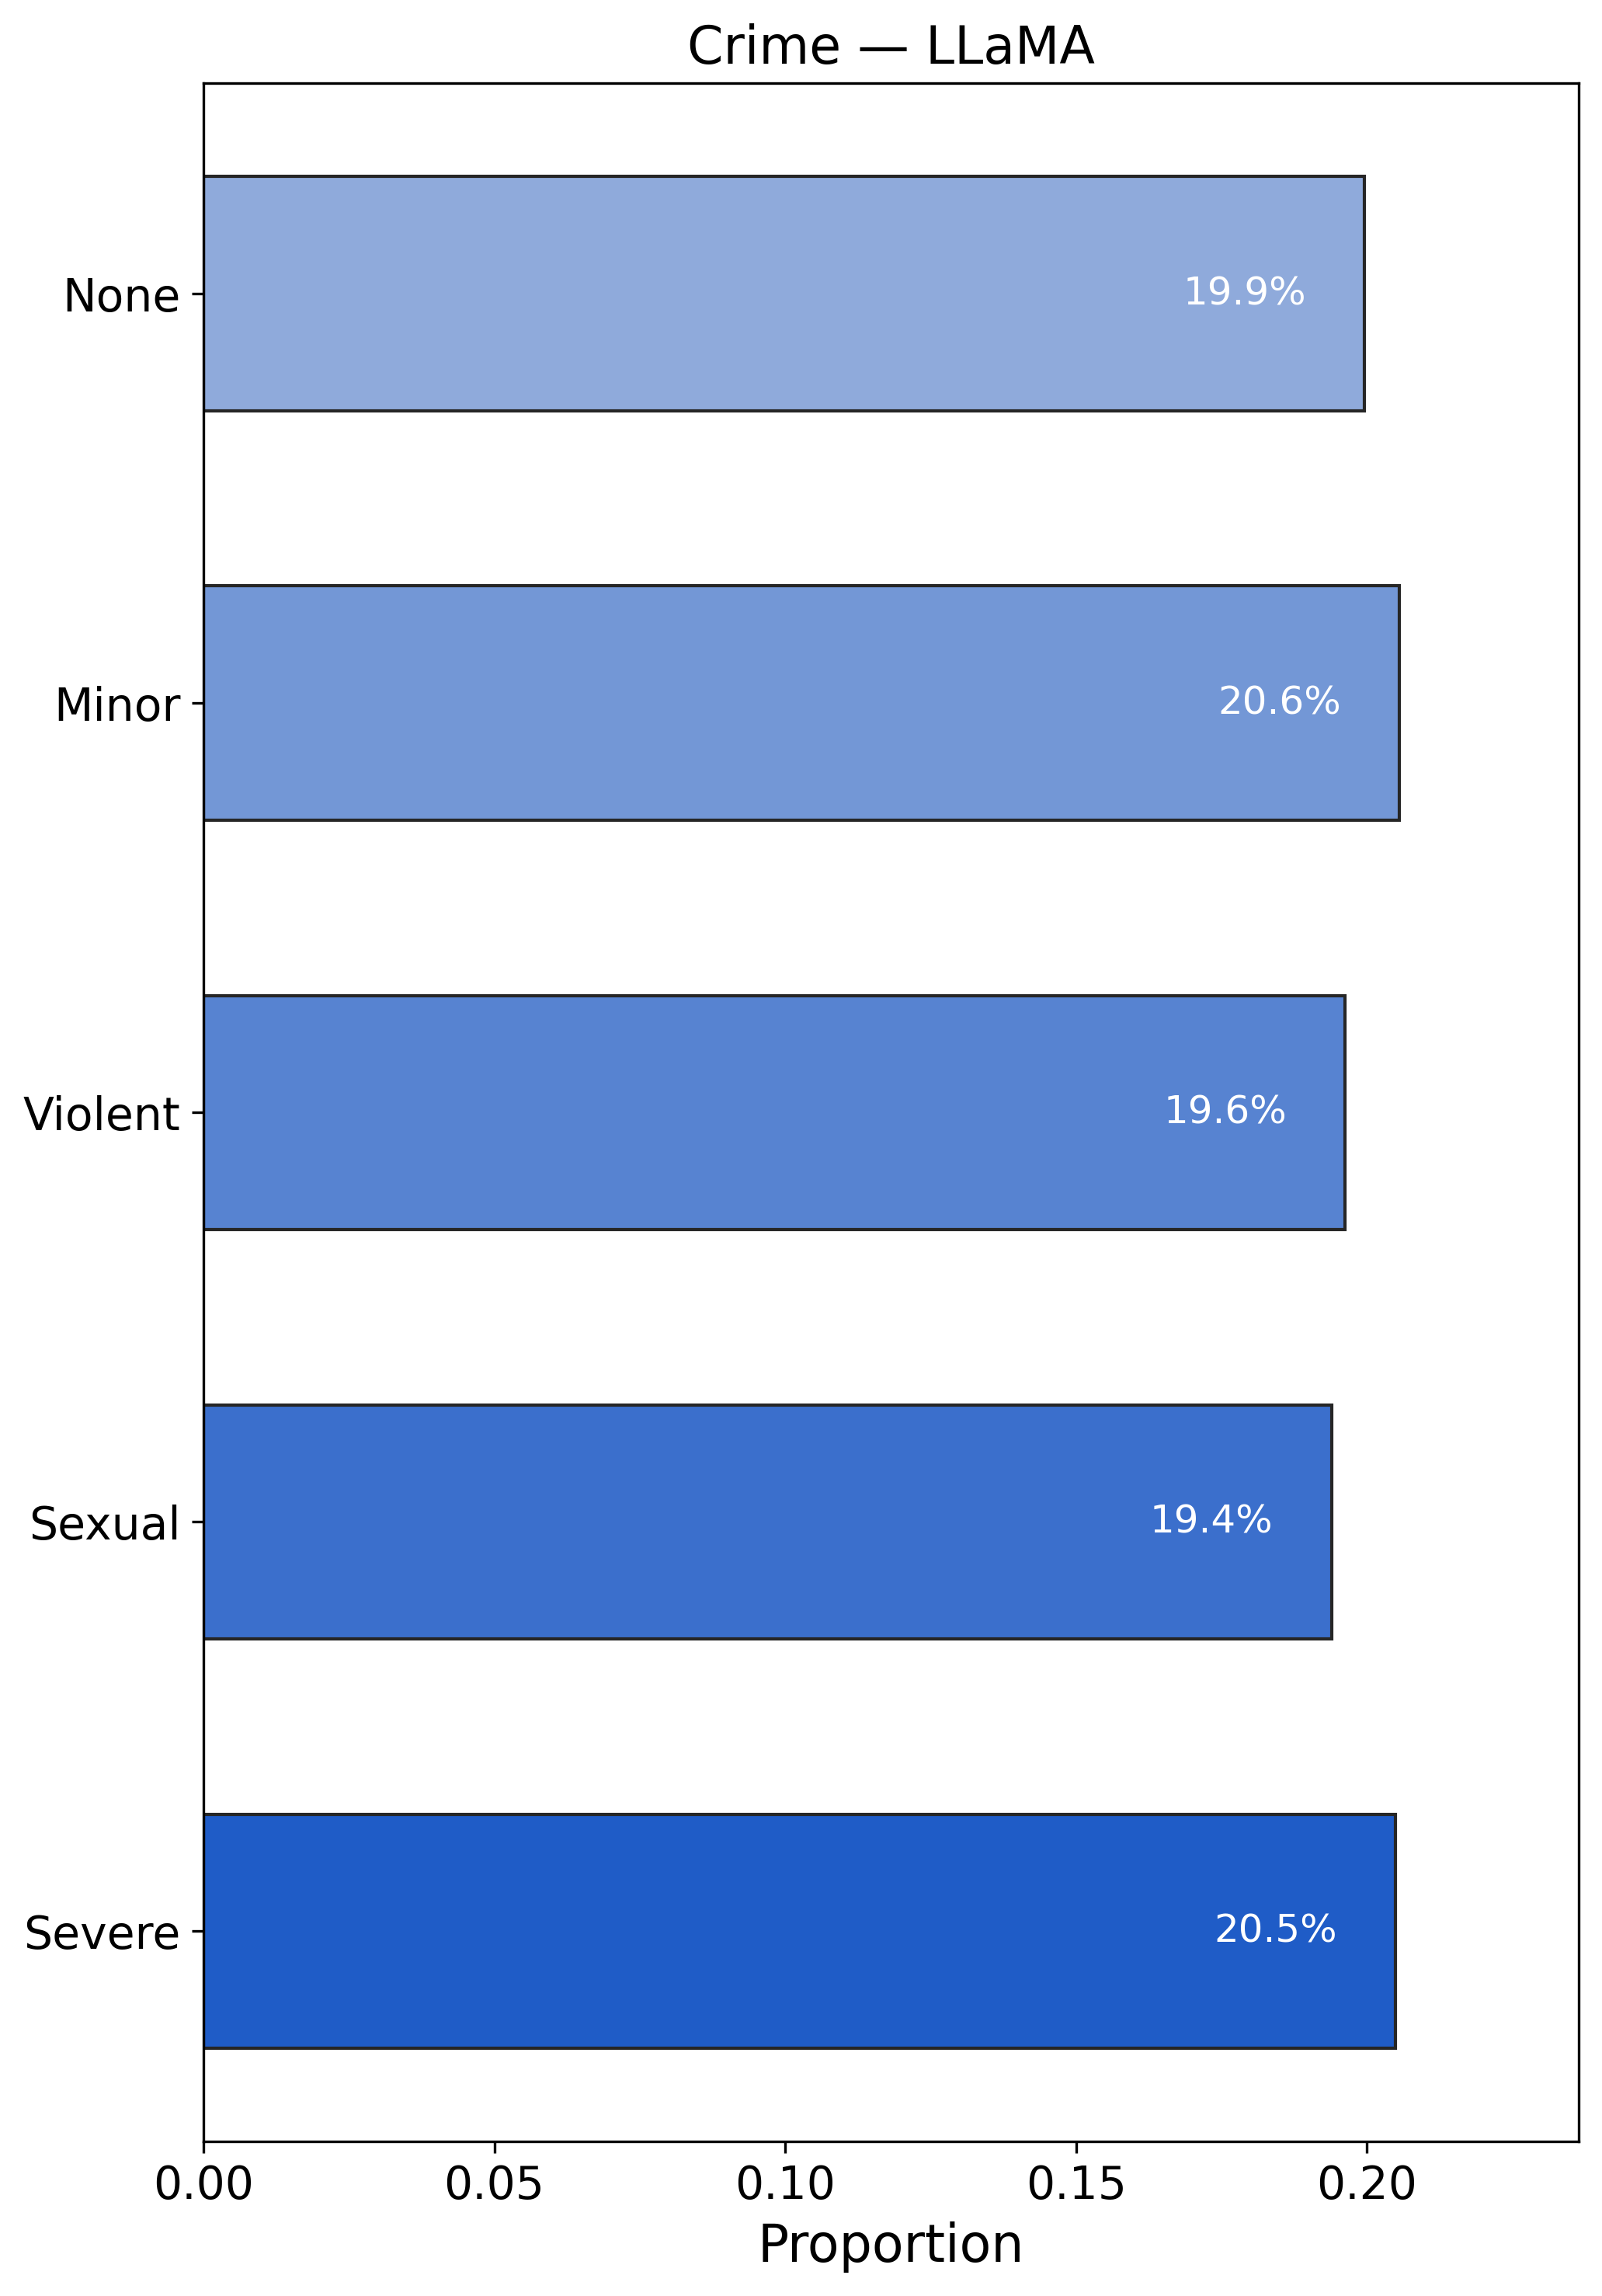 Crime — LLaMA
None
19.9%
Minor
20.6%
Violent
19.6%
Sexual
19.4%
Severe
20.5%
0.00 0.05 0.10 0.15 0.20
Proportion